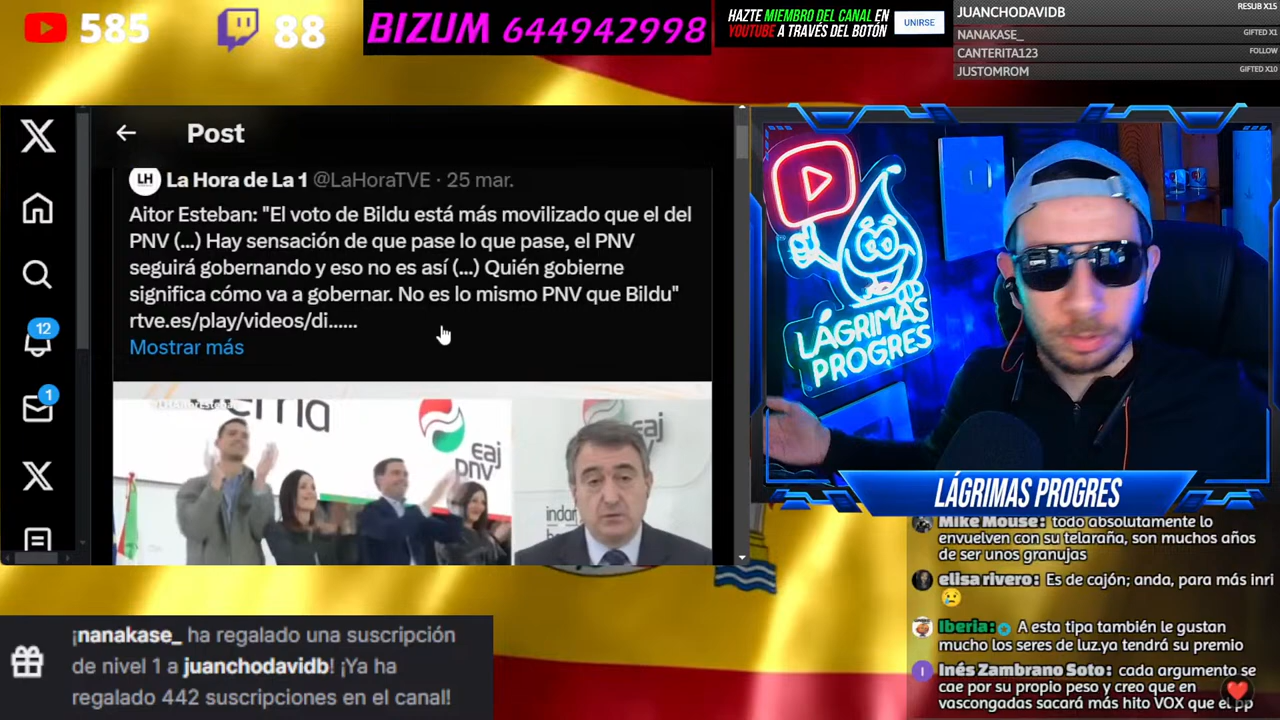 585
88
BIZUM 644942998
HAZTE MIEMBRO DEL CANAL EN
YOUTUBE A TRAVÉS DEL BOTÓN
UNIRSE
JUANCHODAVIDB
RESUB X15
NANAKASE_
GIFTED X1
CANTERITA123
FOLLOW
JUSTOMROM
GIFTED X10
Post
LH
La Hora de La 1 @LaHoraTVE · 25 mar.
Aitor Esteban: "El voto de Bildu está más movilizado que el del
PNV (...) Hay sensación de que pase lo que pase, el PNV
seguirá gobernando y eso no es así (...) Quién gobierne
significa cómo va a gobernar. No es lo mismo PNV que Bildu"
rtve.es/play/videos/di......
Mostrar más
12
1
eaj
pnv
eaj
LÁGRIMAS
PROGRES
LÁGRIMAS PROGRES
Mike Mouse: todo absolutamente lo
envuelven con su telaraña, son muchos años
de ser unos granujas
elisa rivero: Es de cajón; anda, para más inri
Iberia: A esta tipa también le gustan
mucho los seres de luz.ya tendrá su premio
I
Inés Zambrano Soto: cada argumento se
cae por su propio peso y creo que en
vascongadas sacará más hito VOX que el pp
¡nanakase_ ha regalado una suscripción
de nivel 1 a juanchodavidb! ¡Ya ha
regalado 442 suscripciones en el canal!